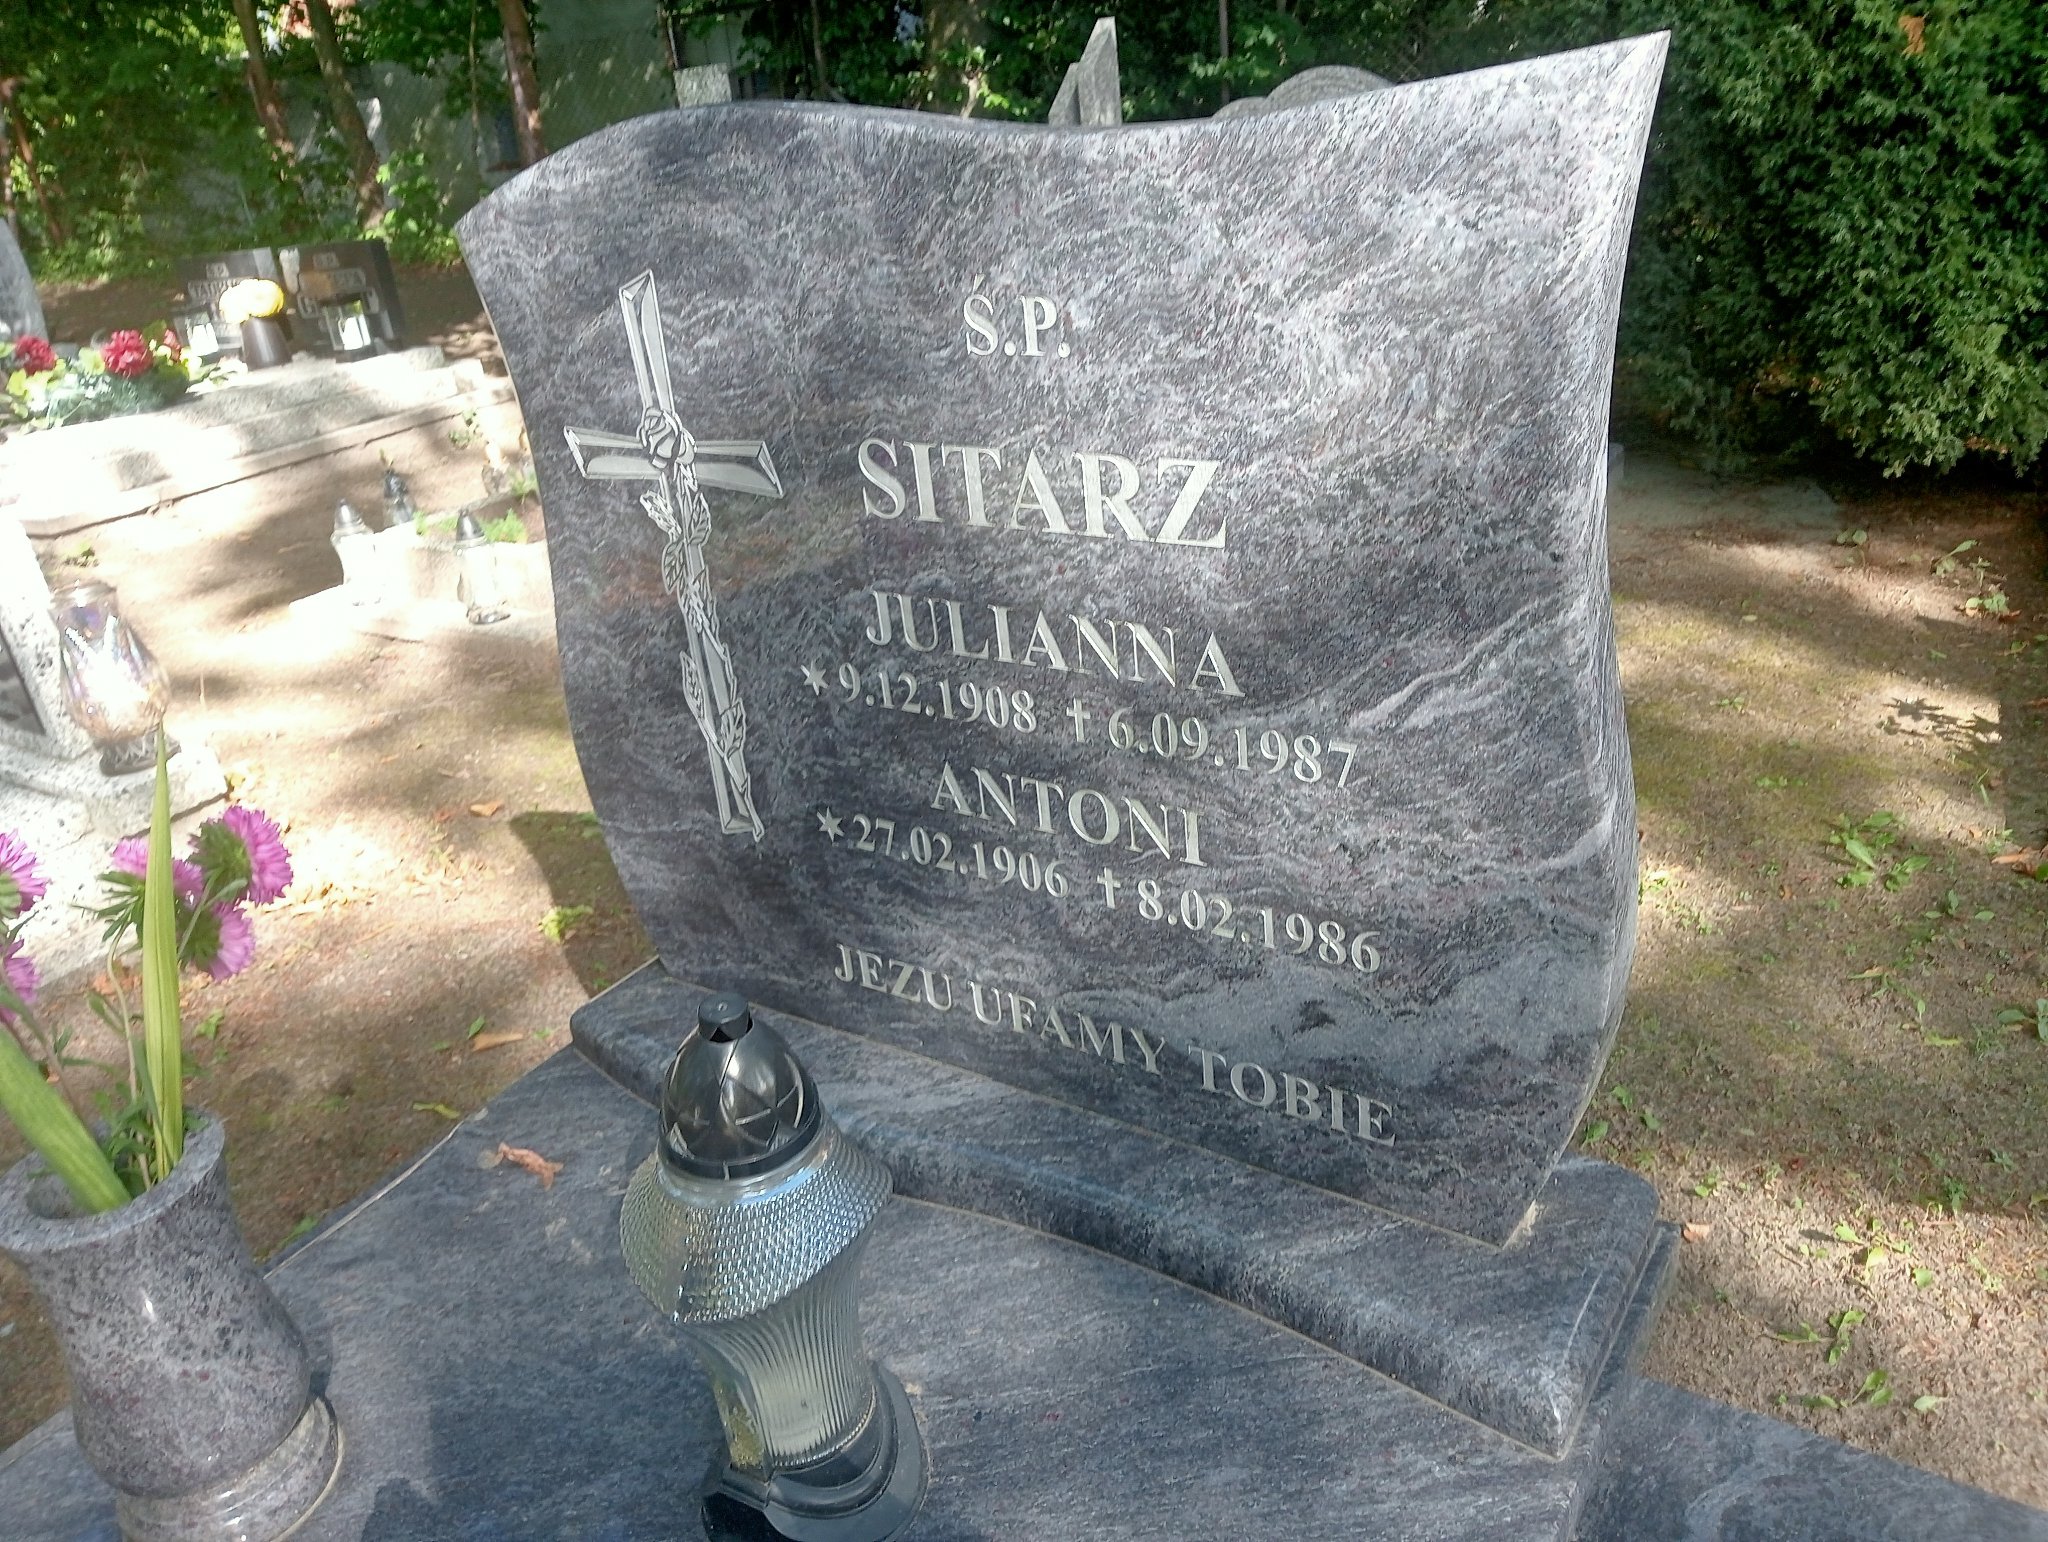 Ś.P.
SITARZ
JULIANNA
*9.12.1908 †6.09.1987
ANTONI
*27.02.1906 †8.02.1986
JEZU UFAMY TOBIE